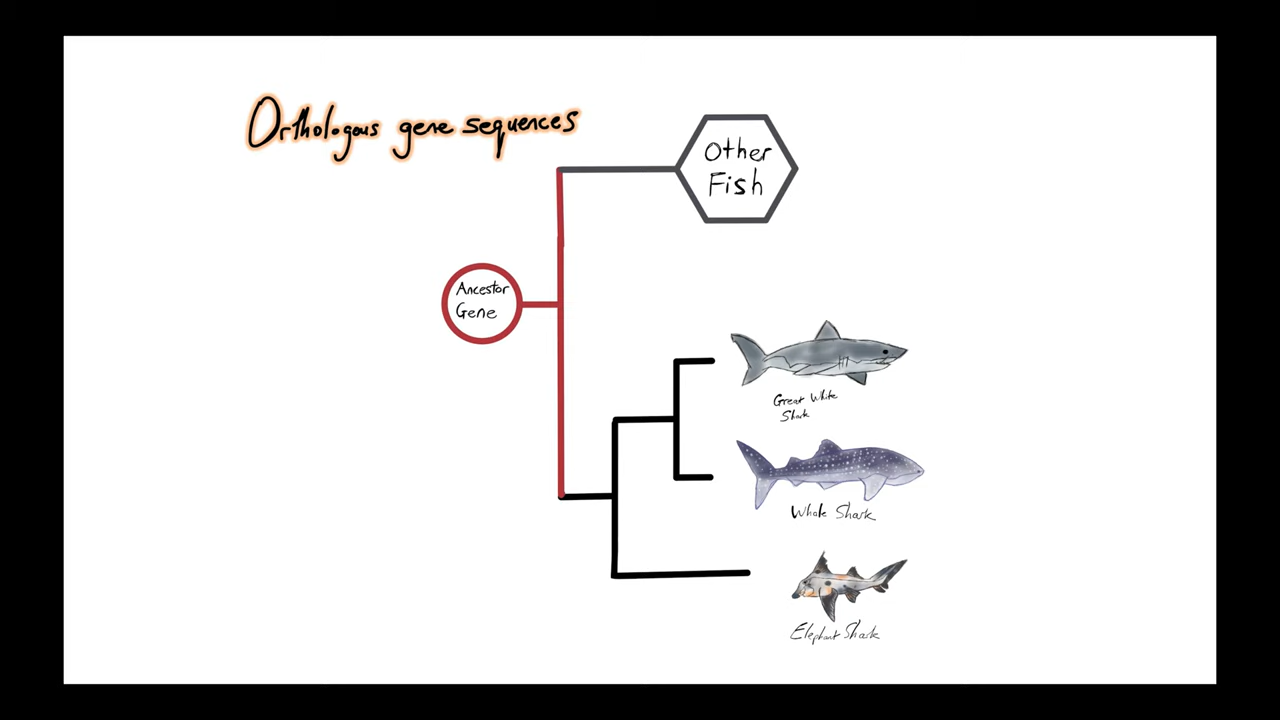 Orthologous gene sequences
Other
Fish
Ancestor
Gene
Great White
Shark
Whale Shark
Elephant Shark